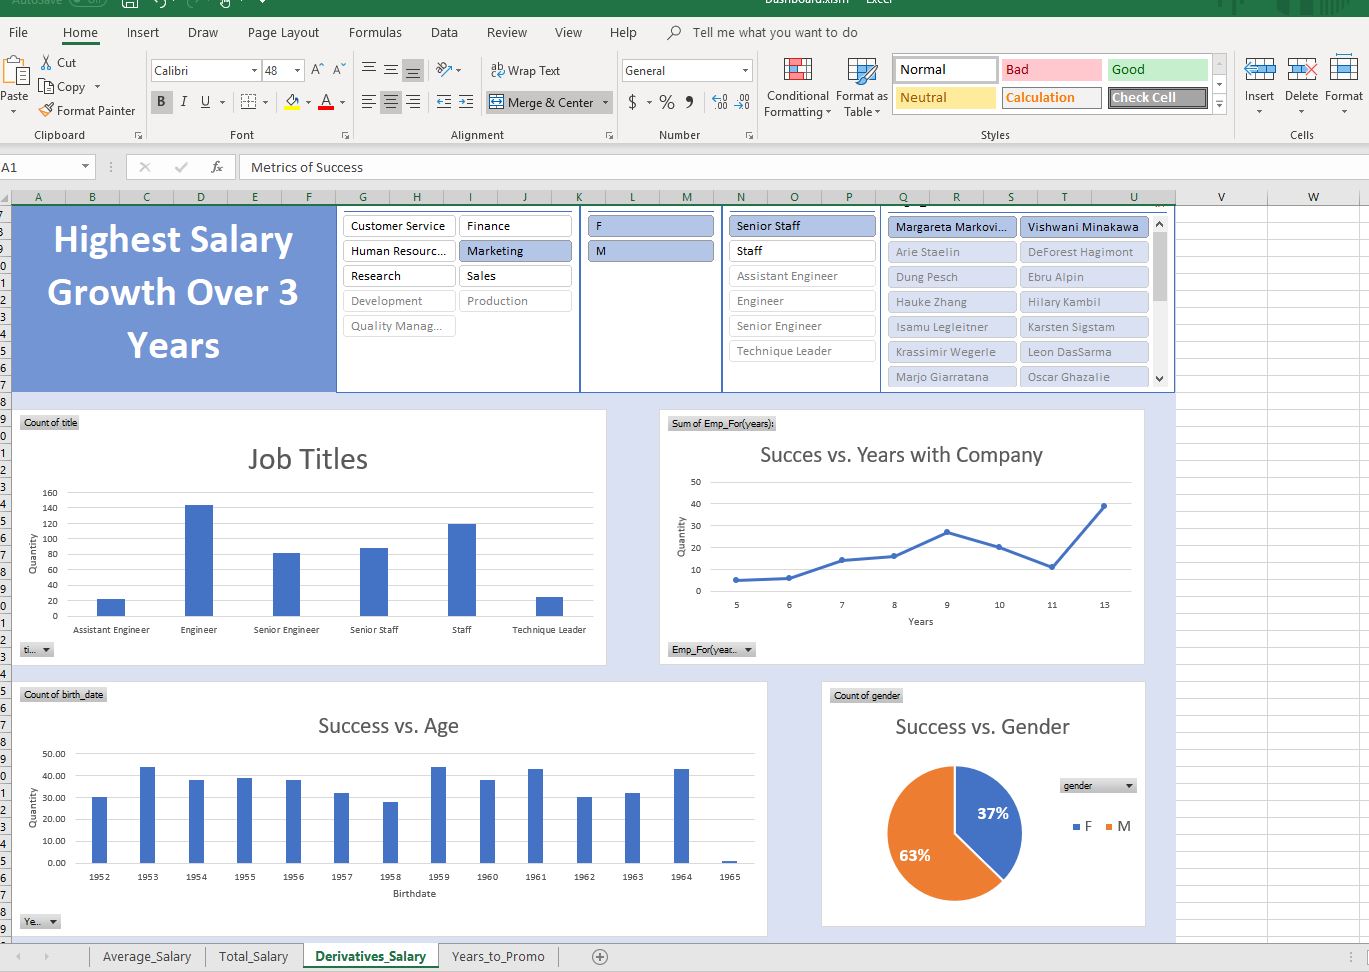 AutoSave Off Dashboard.xlsm - Excel
File Home Insert Draw Page Layout Formulas Data Review View Help Tell me what you want to do
Paste
Cut
Copy
Format Painter
Clipboard
Calibri 48 A A
B I U A
Font
Wrap Text
Merge & Center
Alignment
General
$ % 9 .00 .00
Number
Conditional Formatting
Format as Table
Normal Bad Good
Neutral Calculation Check Cell
Styles
Insert Delete Format
Cells
A1 fx Metrics of Success
A B C D E F G H I J K L M N O P Q R S T U V W
Highest Salary
Growth Over 3
Years
Customer Service Finance
Human Resourc... Marketing
Research Sales
Development Production
Quality Manag...
F
M
Senior Staff
Staff
Assistant Engineer
Engineer
Senior Engineer
Technique Leader
Margareta Markovi... Vishwani Minakawa
Arie Staelin DeForest Hagimont
Dung Pesch Ebru Alpin
Hauke Zhang Hilary Kambil
Isamu Legleitner Karsten Sigstam
Krassimir Wegerle Leon DasSarma
Marjo Giarratana Oscar Ghazalie
Count of title
Job Titles
Quantity
160
140
120
100
80
60
40
20
0
Assistant Engineer Engineer Senior Engineer Senior Staff Staff Technique Leader
ti...
Sum of Emp_For(years):
Succes vs. Years with Company
Quantity
50
40
30
20
10
0
5 6 7 8 9 10 11 13
Years
Emp_For(year...
Count of birth_date
Success vs. Age
Quantity
50.00
40.00
30.00
20.00
10.00
0.00
1952 1953 1954 1955 1956 1957 1958 1959 1960 1961 1962 1963 1964 1965
Birthdate
Ye...
Count of gender
Success vs. Gender
37%
63%
gender
F M
Average_Salary Total_Salary Derivatives_Salary Years_to_Promo